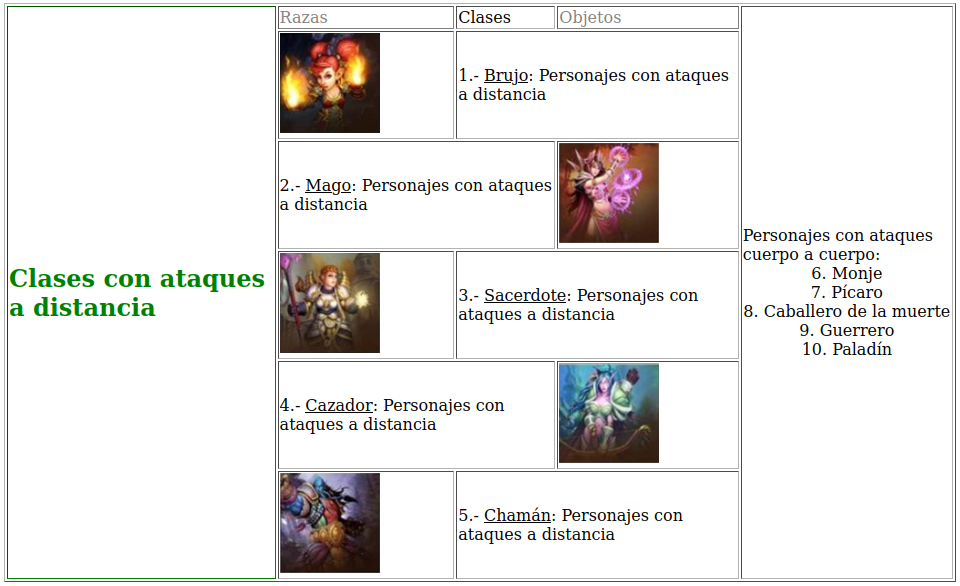 Clases con ataques
a distancia
Razas
Clases
Objetos
1.- Brujo: Personajes con ataques
a distancia
2.- Mago: Personajes con ataques
a distancia
3.- Sacerdote: Personajes con
ataques a distancia
4.- Cazador: Personajes con
ataques a distancia
5.- Chamán: Personajes con
ataques a distancia
Personajes con ataques
cuerpo a cuerpo:
6. Monje
7. Pícaro
8. Caballero de la muerte
9. Guerrero
10. Paladín